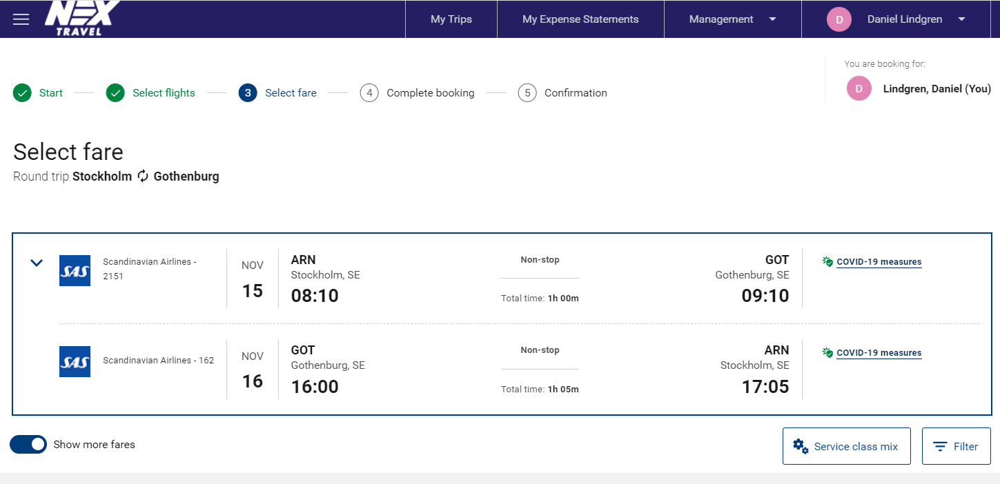 NEX
TRAVEL
My Trips
My Expense Statements
Management
D
Daniel Lindgren
You are booking for:
D
Lindgren, Daniel (You)
Start
Select flights
3
Select fare
4
Complete booking
5
Confirmation
Select fare
Round trip Stockholm Gothenburg
SAS
Scandinavian Airlines -
2151
NOV
15
ARN
Stockholm, SE
08:10
Non-stop
Total time: 1h 00m
GOT
Gothenburg, SE
09:10
COVID-19 measures
SAS
Scandinavian Airlines - 162
NOV
16
GOT
Gothenburg, SE
16:00
Non-stop
Total time: 1h 05m
ARN
Stockholm, SE
17:05
COVID-19 measures
Show more fares
Service class mix
Filter